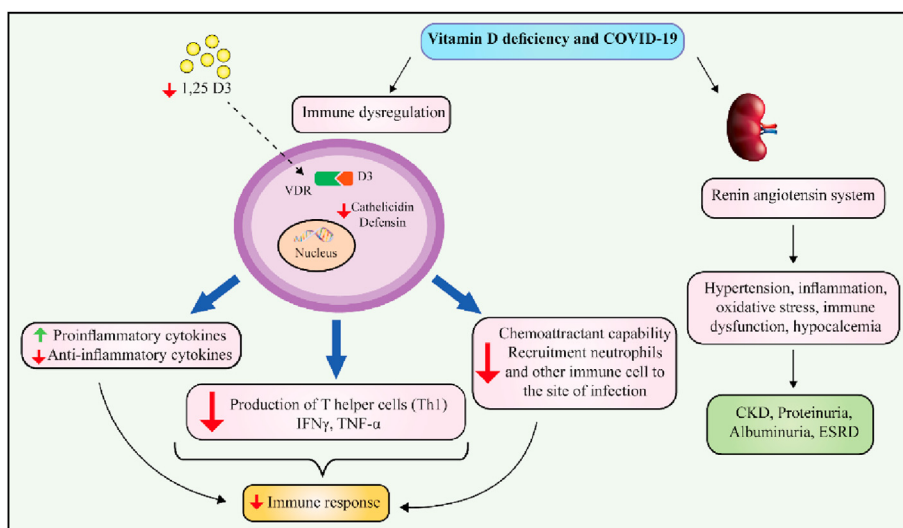 Vitamin D deficiency and COVID-19
1,25 D3
Immune dysregulation
VDR
D3
Cathelicidin
Defensin
Nucleus
Proinflammatory cytokines
Anti-inflammatory cytokines
Production of T helper cells (Th1)
IFNγ, TNF-α
Chemoattractant capability
Recruitment neutrophils
and other immune cell to
the site of infection
Immune response
Renin angiotensin system
Hypertension, inflammation,
oxidative stress, immune
dysfunction, hypocalcemia
CKD, Proteinuria,
Albuminuria, ESRD